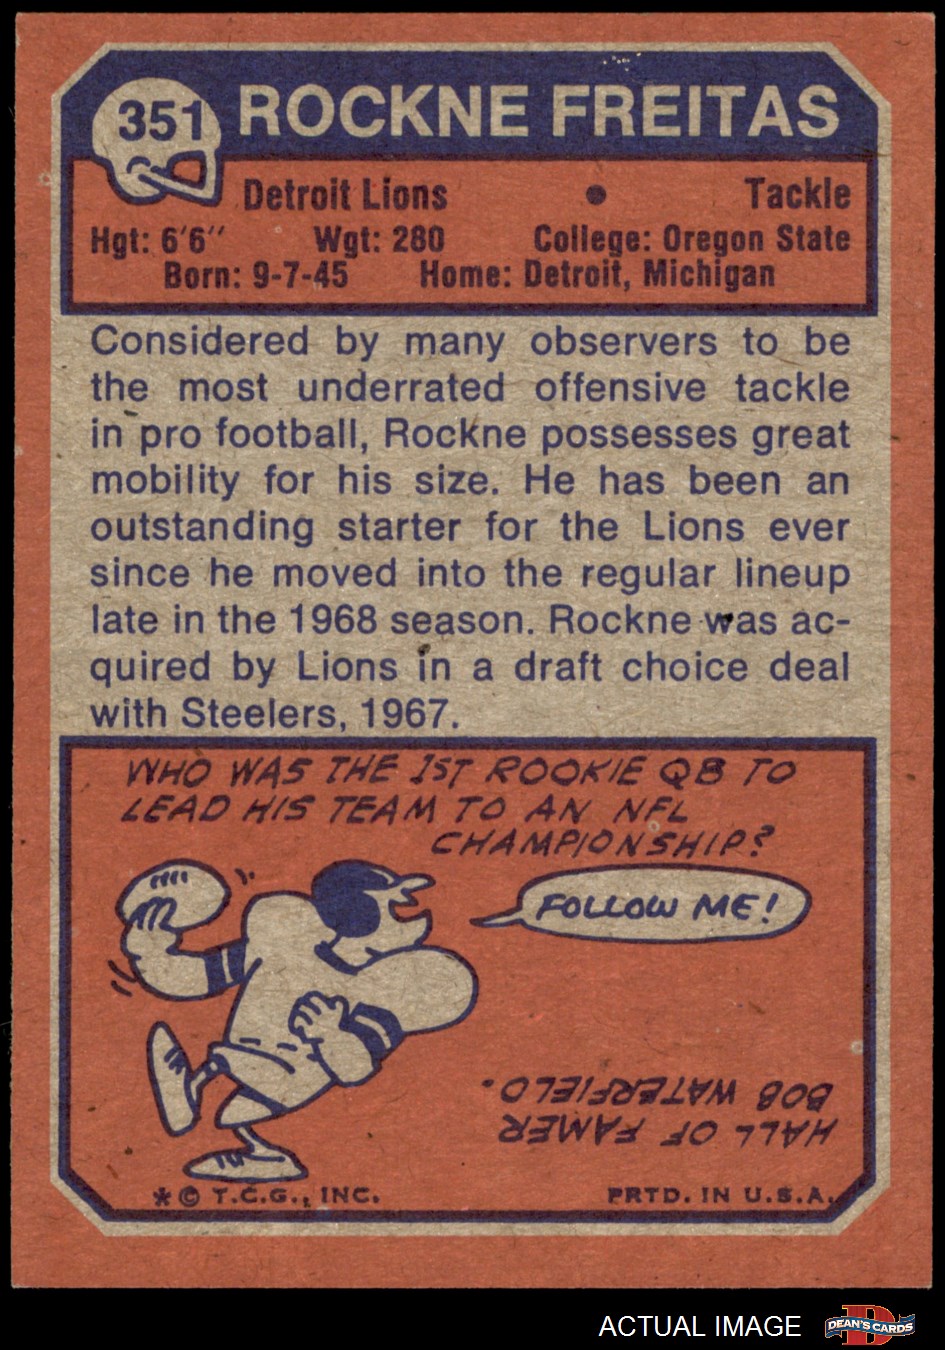 351 ROCKNE FREITAS
Detroit Lions • Tackle
Hgt: 6'6" Wgt: 280 College: Oregon State
Born: 9-7-45 Home: Detroit, Michigan
Considered by many observers to be
the most underrated offensive tackle
in pro football, Rockne possesses great
mobility for his size. He has been an
outstanding starter for the Lions ever
since he moved into the regular lineup
late in the 1968 season. Rockne was ac-
quired by Lions in a draft choice deal
with Steelers, 1967.
WHO WAS THE 1ST ROOKIE QB TO
LEAD HIS TEAM TO AN NFL
CHAMPIONSHIP?
FOLLOW ME!
HALL OF FAMER
BOB WATERFIELD.
* © T.C.G., INC. PRTD. IN U.S.A.
ACTUAL IMAGE D DEAN'S CARDS